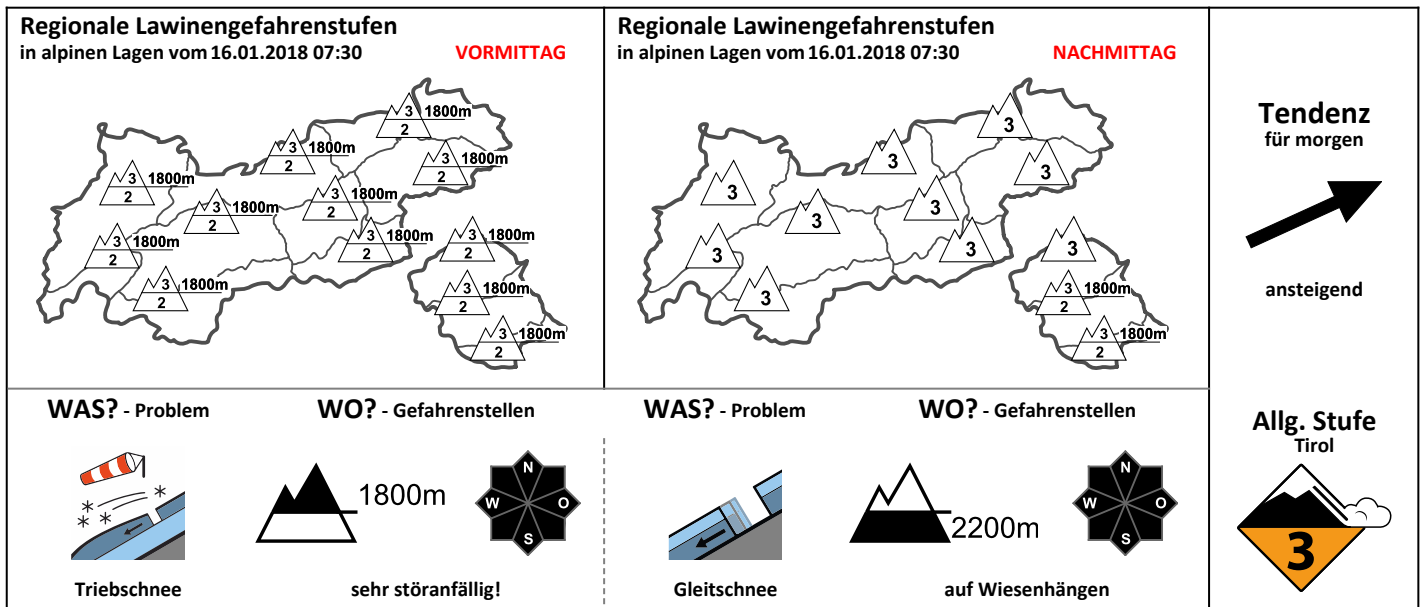 Regionale Lawinengefahrenstufen
in alpinen Lagen vom 16.01.2018 07:30 VORMITTAG
3 1800m
2
3 1800m
2
3 1800m
2
3 1800m
2
3 1800m
2
3 1800m
2
3 1800m
2
3 1800m
2
3 1800m
2
3 1800m
2
3 1800m
2
3 1800m
2
Regionale Lawinengefahrenstufen
in alpinen Lagen vom 16.01.2018 07:30 NACHMITTAG
3
3
3
3
3
3
3
3
3
3
3 1800m
2
3 1800m
2
Tendenz
für morgen
ansteigend
WAS? - Problem WO? - Gefahrenstellen
1800m
N
W O
S
Triebschnee sehr störanfällig!
WAS? - Problem WO? - Gefahrenstellen
2200m
N
W O
S
Gleitschnee auf Wiesenhängen
Allg. Stufe
Tirol
3